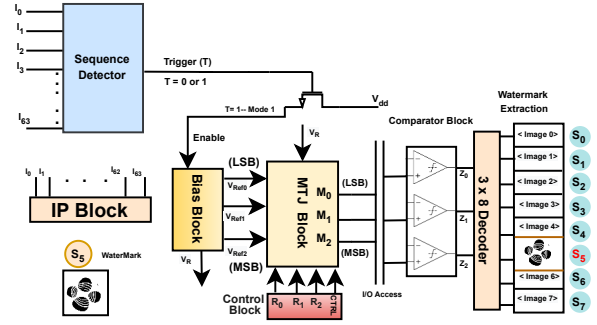 I0
I1
I2
I3
I63
Sequence
Detector
Trigger (T)
T = 0 or 1
T= 1-- Mode 1
Vdd
Enable
VR
Comparator Block
Watermark
Extraction
I0
I1
I62
I63
IP Block
S5
WaterMark
Bias Block
(LSB)
VRef0
VRef1
VRef2
(MSB)
VR
MTJ Block
M0
M1
M2
(LSB)
(MSB)
Control
Block
R0
R1
R2
CTRL
I/O Access
Z0
Z1
Z2
3 x 8 Decoder
< Image 0>
< Image 1>
< Image 2>
< Image 3>
< Image 4>
< Image 6>
< Image 7>
S0
S1
S2
S3
S4
S5
S6
S7